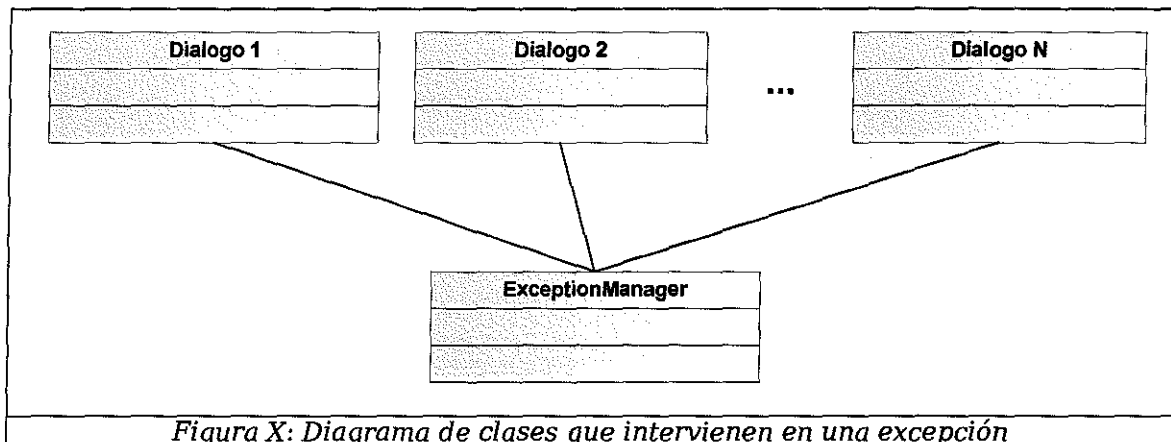 Dialogo 1
Dialogo 2
...
Dialogo N
ExceptionManager
Figura X: Diagrama de clases que intervienen en una excepción